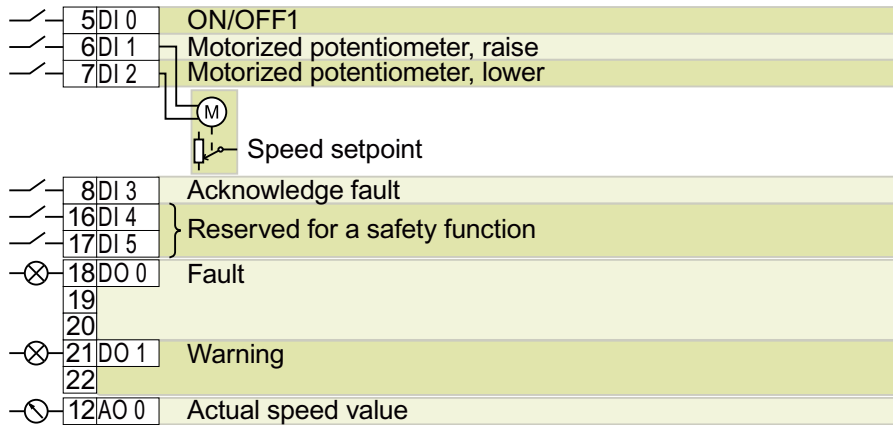 5 DI 0 ON/OFF1
6 DI 1 Motorized potentiometer, raise
7 DI 2 Motorized potentiometer, lower
M
Speed setpoint
8 DI 3 Acknowledge fault
16 DI 4
Reserved for a safety function
17 DI 5
18 DO 0 Fault
19
20
21 DO 1 Warning
22
12 AO 0 Actual speed value